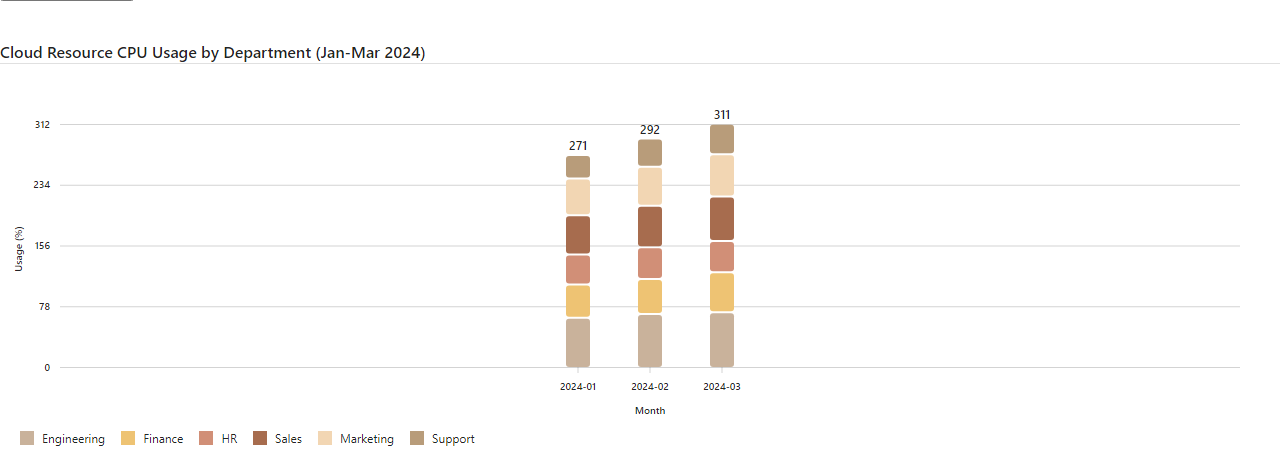 Cloud Resource CPU Usage by Department (Jan-Mar 2024)
311
312
292
271
234
Usage (%)
156
78
0
2024-01 2024-02 2024-03
Month
Engineering Finance HR Sales Marketing Support